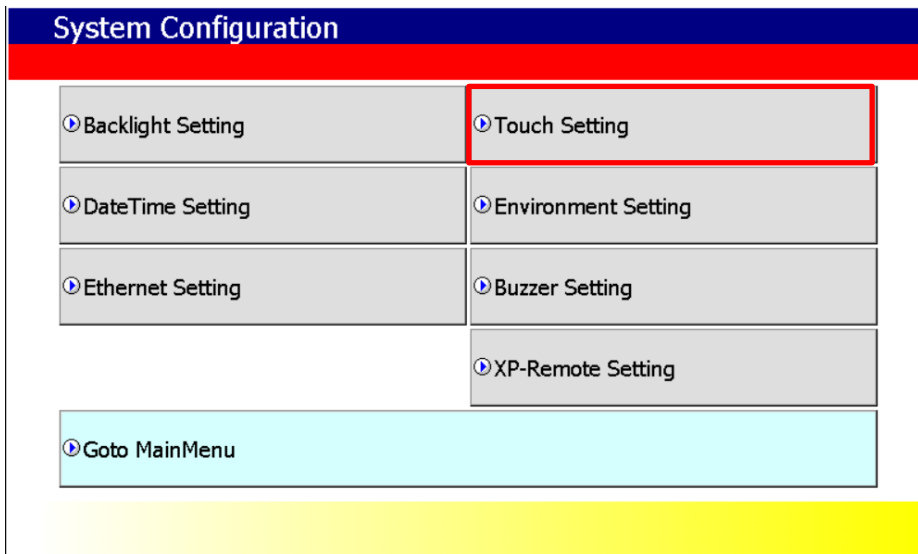 System Configuration
Backlight Setting
Touch Setting
DateTime Setting
Environment Setting
Ethernet Setting
Buzzer Setting
XP-Remote Setting
Goto MainMenu